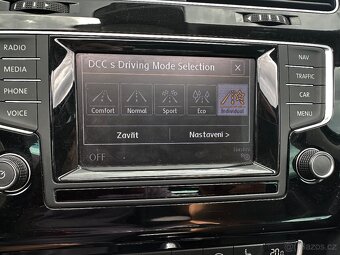 RADIO
MEDIA
PHONE
VOICE
DCC s Driving Mode Selection
Comfort
Normal
Sport
Eco
Individual
Zavřít
Nastavení >
OFF
NAV
TRAFFIC
CAR
MENU